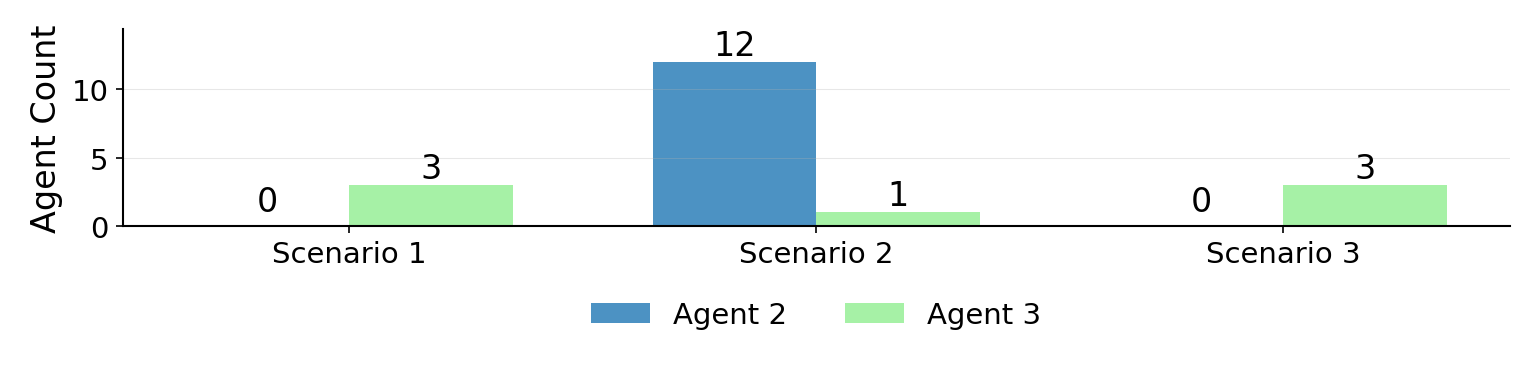 Agent Count
10
5
0
0
3
12
1
0
3
Scenario 1
Scenario 2
Scenario 3
Agent 2
Agent 3